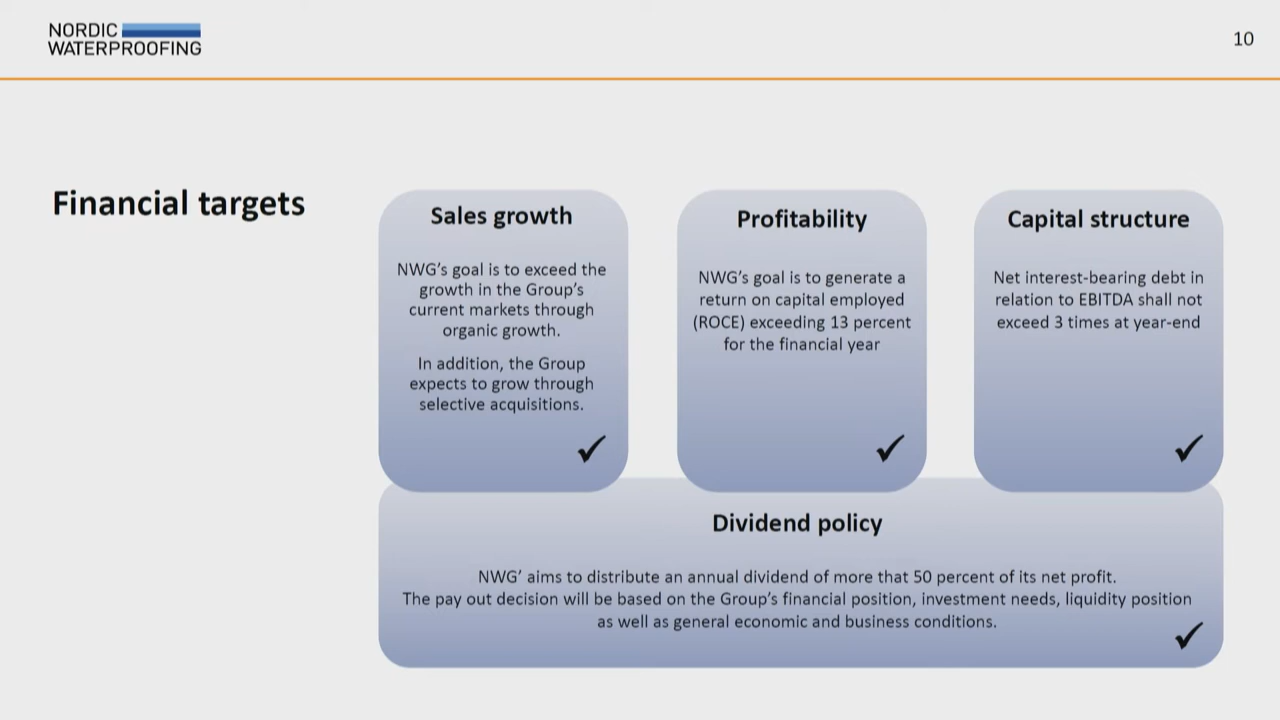 NORDIC
WATERPROOFING
10
Financial targets
Sales growth
NWG’s goal is to exceed the
growth in the Group’s
current markets through
organic growth.
In addition, the Group
expects to grow through
selective acquisitions.
Profitability
NWG’s goal is to generate a
return on capital employed
(ROCE) exceeding 13 percent
for the financial year
Capital structure
Net interest-bearing debt in
relation to EBITDA shall not
exceed 3 times at year-end
Dividend policy
NWG’ aims to distribute an annual dividend of more that 50 percent of its net profit.
The pay out decision will be based on the Group’s financial position, investment needs, liquidity position
as well as general economic and business conditions.